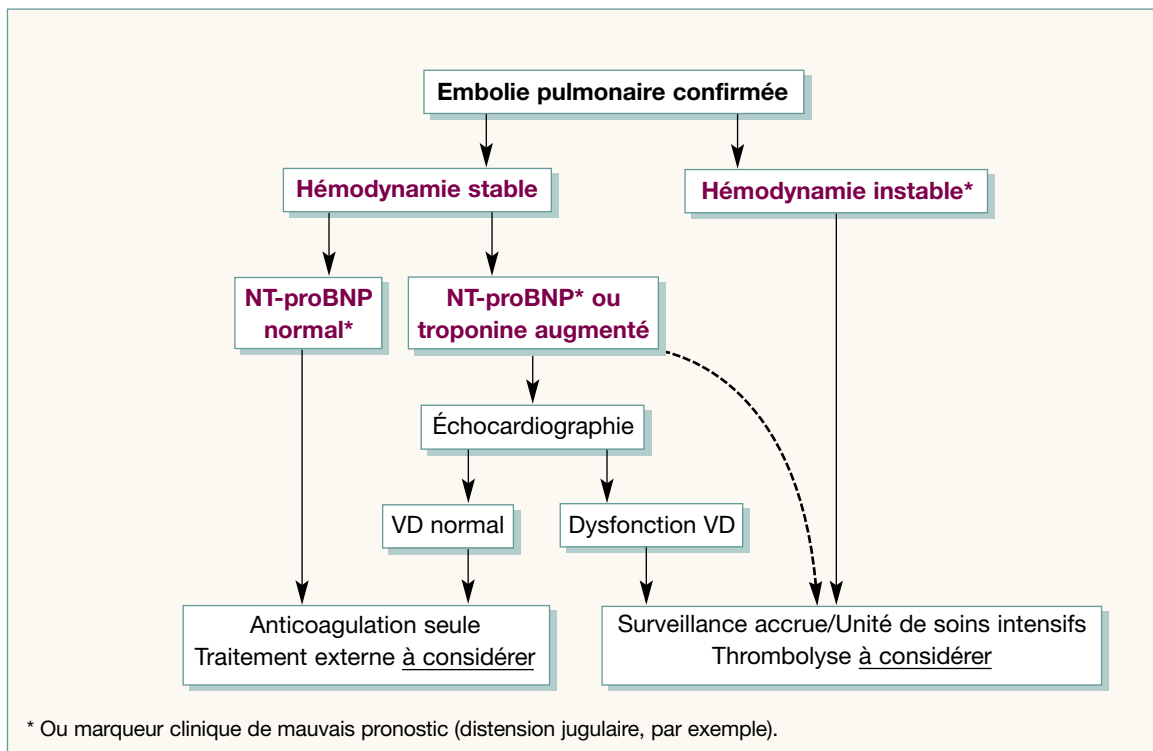 Embolie pulmonaire confirmée
Hémodynamie stable
Hémodynamie instable*
NT-proBNP
normal*
NT-proBNP* ou
troponine augmenté
Échocardiographie
VD normal
Dysfonction VD
Anticoagulation seule
Traitement externe à considérer
Surveillance accrue/Unité de soins intensifs
Thrombolyse à considérer
* Ou marqueur clinique de mauvais pronostic (distension jugulaire, par exemple).